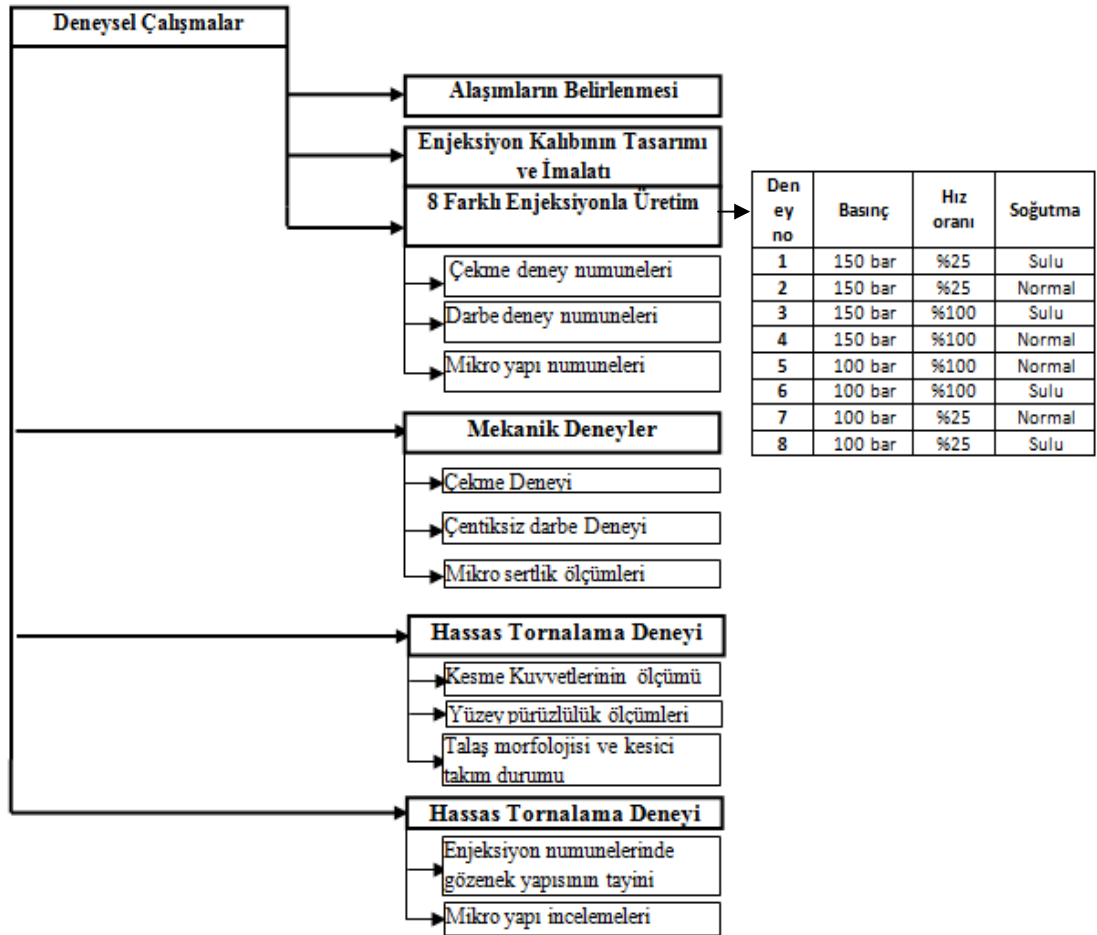 Deneysel Çalışmalar
Alaşımların Belirlenmesi
Enjeksiyon Kalıbının Tasarımı
ve İmalatı
8 Farklı Enjeksiyonla Üretim
Çekme deney numuneleri
Darbe deney numuneleri
Mikro yapı numuneleri
Den
ey
no
Basınç
Hız
oranı
Soğutma
1 150 bar %25 Sulu
2 150 bar %25 Normal
3 150 bar %100 Sulu
4 150 bar %100 Normal
5 100 bar %100 Normal
6 100 bar %100 Sulu
7 100 bar %25 Normal
8 100 bar %25 Sulu
Mekanik Deneyler
Çekme Deneyi
Çentiksiz darbe Deneyi
Mikro sertlik ölçümleri
Hassas Tornalama Deneyi
Kesme Kuvvetlerinin ölçümü
Yüzey pürüzlülük ölçümleri
Talaş morfolojisi ve kesici
takım durumu
Hassas Tornalama Deneyi
Enjeksiyon numunelerinde
gözenek yapısının tayini
Mikro yapı incelemeleri